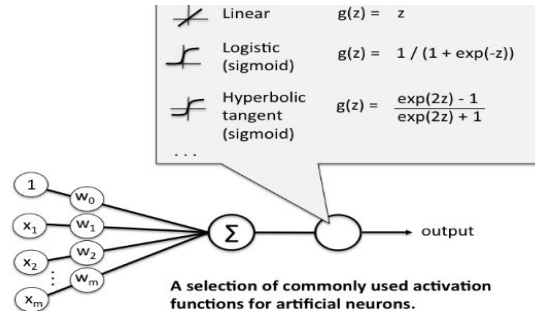 Linear g(z) = z
Logistic g(z) = 1 / (1 + exp(-z))
(sigmoid)
Hyperbolic exp(2z) - 1
tangent g(z) = exp(2z) + 1
(sigmoid)
. . .
1 w0
x1 w1
Σ output
x2 w2
⋮ wm
xm
A selection of commonly used activation
functions for artificial neurons.